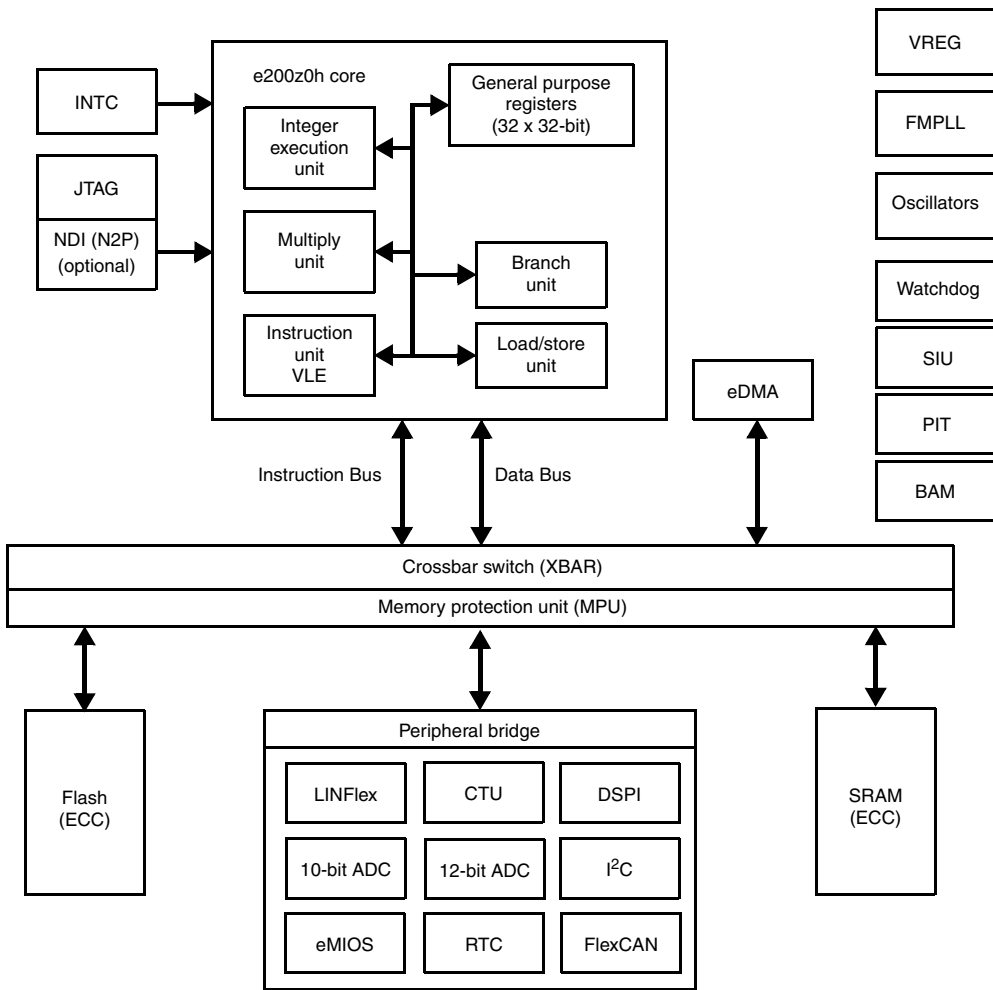 VREG
e200z0h core
General purpose
registers
(32 x 32-bit)
INTC
Integer
execution
unit
FMPLL
JTAG
NDI (N2P)
(optional)
Oscillators
Multiply
unit
Branch
unit
Watchdog
Instruction
unit
VLE
Load/store
unit
SIU
eDMA
PIT
Instruction Bus
Data Bus
BAM
Crossbar switch (XBAR)
Memory protection unit (MPU)
Peripheral bridge
Flash
(ECC)
LINFlex
CTU
DSPI
SRAM
(ECC)
10-bit ADC
12-bit ADC
I²C
eMIOS
RTC
FlexCAN